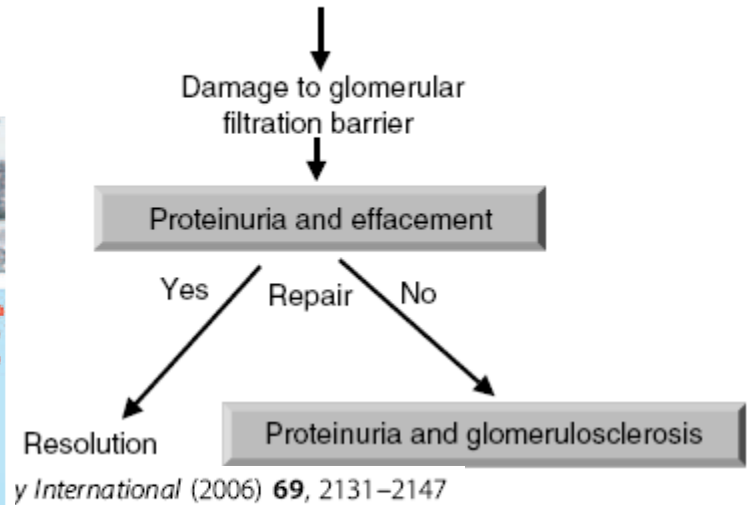 Damage to glomerular
filtration barrier
Proteinuria and effacement
Yes
Repair
No
Resolution
Proteinuria and glomerulosclerosis
y International (2006) 69, 2131–2147